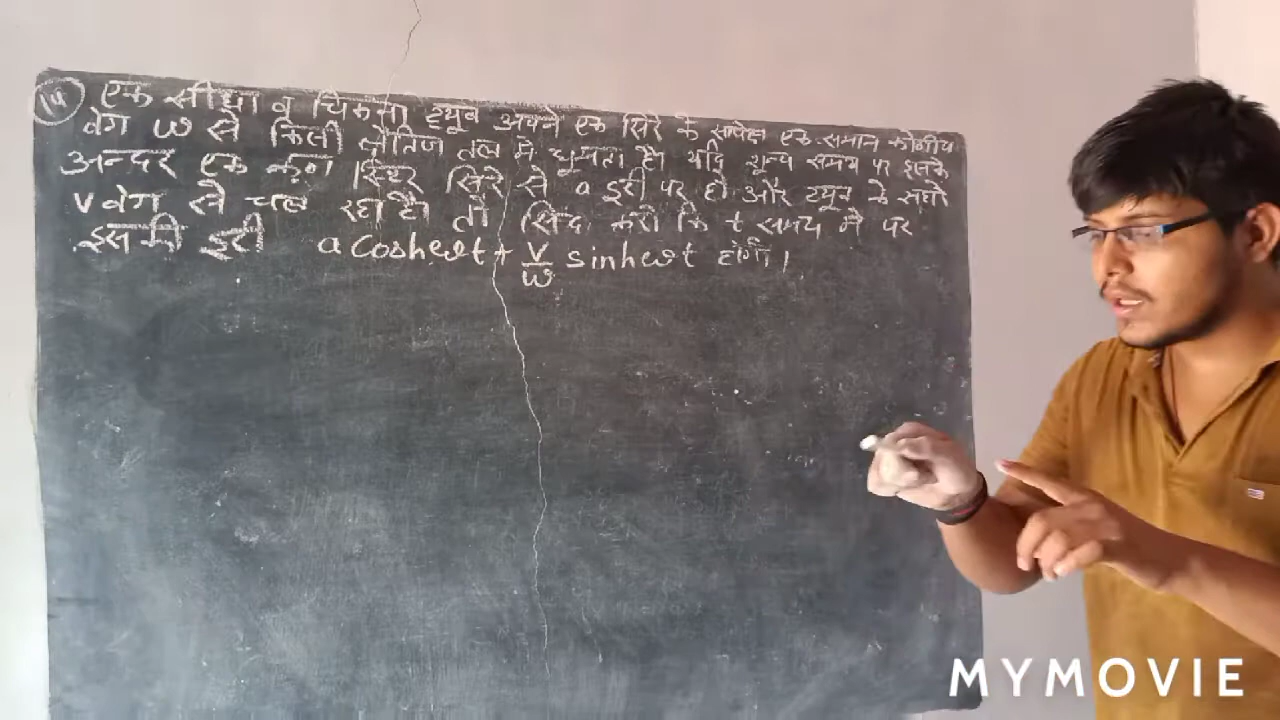 14 एक सीधा व चिकना ट्यूब अपने एक सिरे के सापेक्ष एक समान कोणीय
वेग ω से किसी क्षैतिज तल में घूमता है। यदि शून्य समय पर इसके
अन्दर एक कण स्थिर सिरे से a दूरी पर हो और ट्यूब के सहारे
v वेग से चल रहा है। तो सिद्ध करो कि t समय में पर
इसकी दूरी a coshωt + v/ω sinhωt होगी।
MYMOVIE